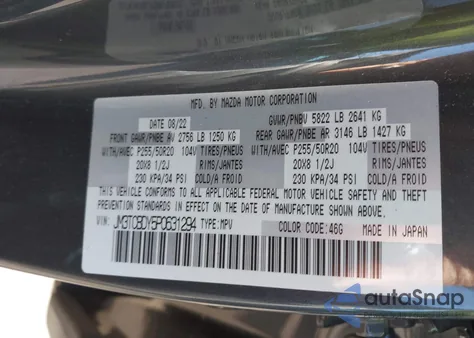 MFD. BY MAZDA MOTOR CORPORATION
DATE 08/22 GVWR/PNBV 5822 LB 2641 KG
FRONT GAWR/PNBE AV 2756 LB 1250 KG REAR GAWR/PNBE AR 3146 LB 1427 KG
WITH/AVEC P255/50R20 104V TIRES/PNEUS WITH/AVEC P255/50R20 104V TIRES/PNEUS
20X8 1/2J RIMS/JANTES 20X8 1/2J RIMS/JANTES
230 KPA/34 PSI COLD/A FROID 230 KPA/34 PSI COLD/A FROID
THIS VEHICLE CONFORMS TO ALL APPLICABLE FEDERAL MOTOR VEHICLE SAFETY AND THEFT
PREVENTION STANDARDS IN EFFECT ON THE DATE OF MANUFACTURE SHOWN ABOVE.
VIN: JM3TCBDY5P0631294 TYPE: MPV COLOR CODE: 46G MADE IN JAPAN
autoSnap